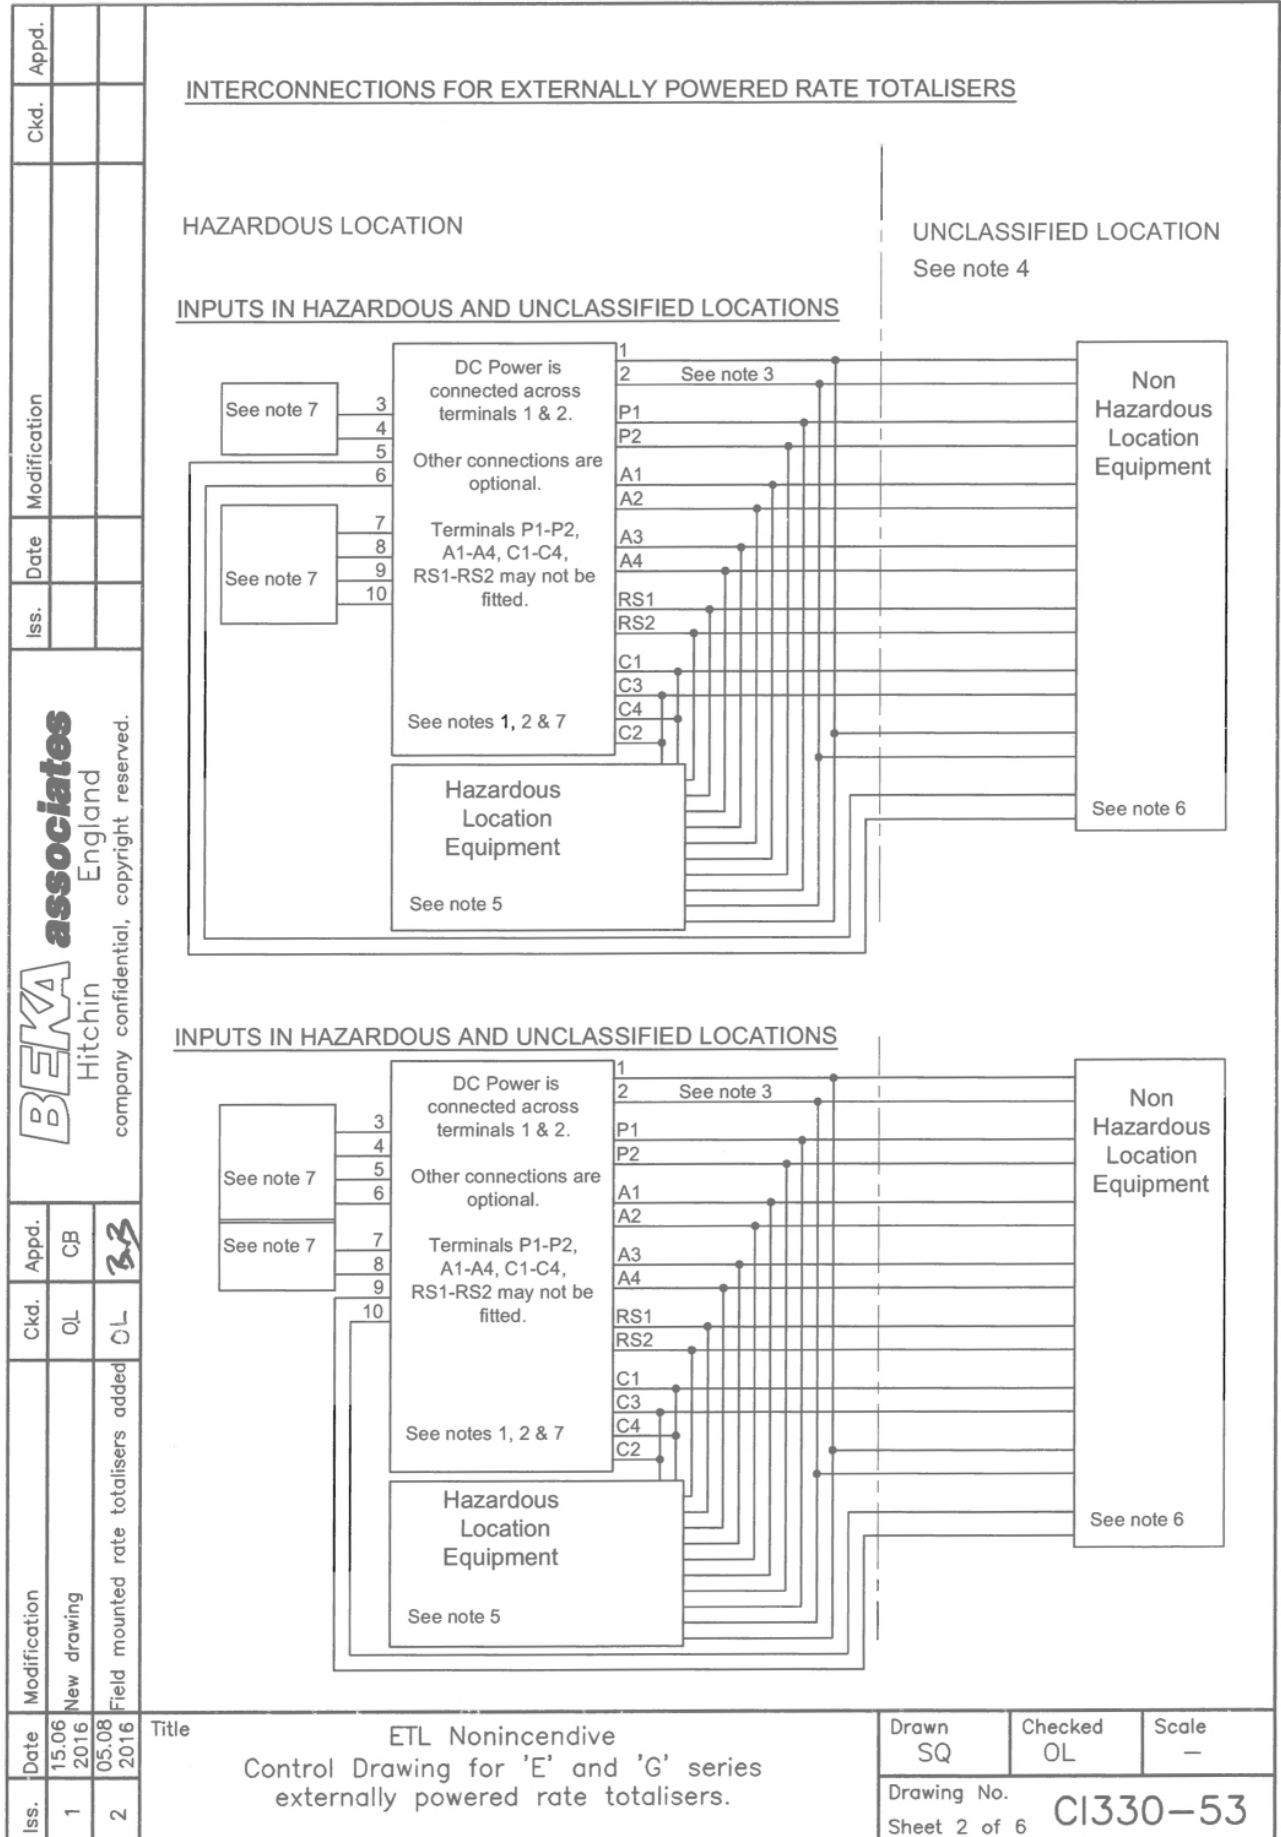 INTERCONNECTIONS FOR EXTERNALLY POWERED RATE TOTALISERS
HAZARDOUS LOCATION
UNCLASSIFIED LOCATION
See note 4
INPUTS IN HAZARDOUS AND UNCLASSIFIED LOCATIONS
See note 7
3
4
5
6
See note 7
7
8
9
10
DC Power is
connected across
terminals 1 & 2.
Other connections are
optional.
Terminals P1-P2,
A1-A4, C1-C4,
RS1-RS2 may not be
fitted.
See notes 1, 2 & 7
1
2
See note 3
P1
P2
A1
A2
A3
A4
RS1
RS2
C1
C3
C4
C2
Hazardous
Location
Equipment
See note 5
Non
Hazardous
Location
Equipment
See note 6
INPUTS IN HAZARDOUS AND UNCLASSIFIED LOCATIONS
See note 7
3
4
5
6
See note 7
7
8
9
10
DC Power is
connected across
terminals 1 & 2.
Other connections are
optional.
Terminals P1-P2,
A1-A4, C1-C4,
RS1-RS2 may not be
fitted.
See notes 1, 2 & 7
1
2
See note 3
P1
P2
A1
A2
A3
A4
RS1
RS2
C1
C3
C4
C2
Hazardous
Location
Equipment
See note 5
Non
Hazardous
Location
Equipment
See note 6
Iss. Date Modification Ckd. Appd.
BEKA associates
Hitchin England
company confidential, copyright reserved.
Iss. Date Modification Ckd. Appd.
1 15.06 2016 New drawing OL CB
2 05.08 2016 Field mounted rate totalisers added OL
Title
ETL Nonincendive
Control Drawing for 'E' and 'G' series
externally powered rate totalisers.
Drawn
SQ
Checked
OL
Scale
—
Drawing No.
Sheet 2 of 6
CI330–53